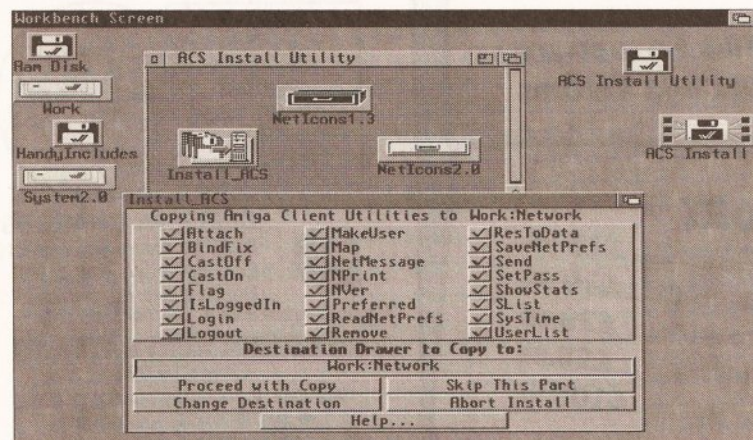 Workbench Screen
Ram Disk
Work
HandyIncludes
System2.0
ACS Install Utility
NetIcons1.3
Install_ACS
NetIcons2.0
ACS Install Utility
ACS Install
Install_ACS
Copying Amiga Client Utilities to Work:Network
Attach MakeUser ResToData
BindFix Map SaveNetPrefs
CastOff NetMessage Send
CastOn NPrint SetPass
Flag NVer ShowStats
IsLoggedIn Preferred SList
Login ReadNetPrefs SysTime
Logout Remove UserList
Destination Drawer to Copy to:
Work:Network
Proceed with Copy Skip This Part
Change Destination Abort Install
Help...